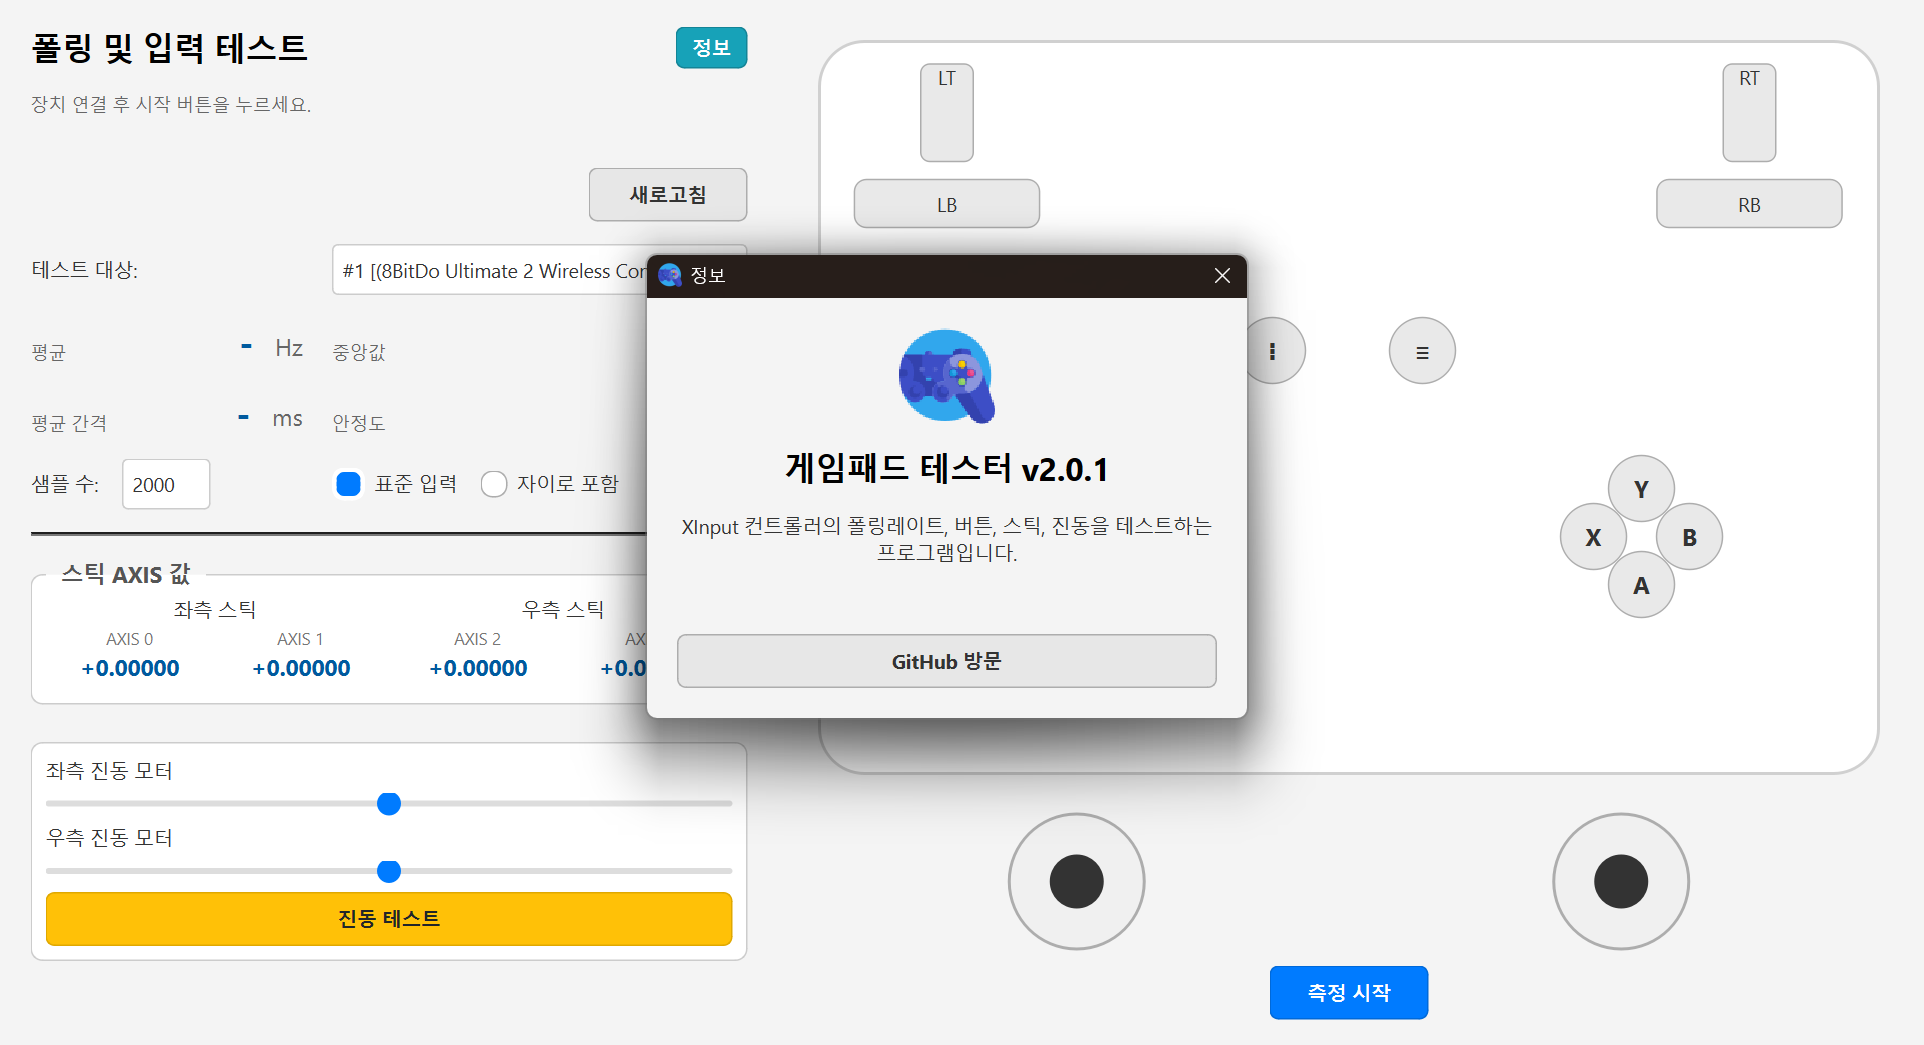 폴링 및 입력 테스트
정보
장치 연결 후 시작 버튼을 누르세요.
새로고침
테스트 대상:
#1 [(8BitDo Ultimate 2 Wireless
평균
- Hz
중앙값
평균 간격
- ms
안정도
샘플 수:
2000
표준 입력
자이로 포함
스틱 AXIS 값
좌측 스틱
우측 스틱
AXIS 0
AXIS 1
AXIS 2
+0.00000
+0.00000
+0.00000
좌측 진동 모터
우측 진동 모터
진동 테스트
정보
게임패드 테스터 v2.0.1
XInput 컨트롤러의 폴링레이트, 버튼, 스틱, 진동을 테스트하는
프로그램입니다.
GitHub 방문
LT
RT
LB
RB
Y
X
B
A
측정 시작